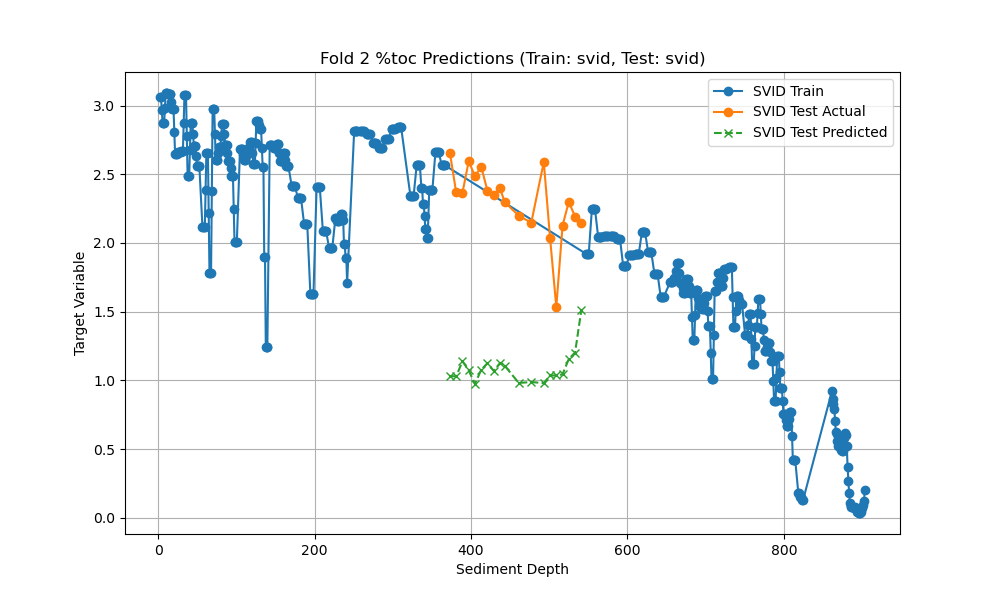 Fold 2 %toc Predictions (Train: svid, Test: svid)
SVID Train
SVID Test Actual
SVID Test Predicted
Target Variable
3.0
2.5
2.0
1.5
1.0
0.5
0.0
0
200
400
600
800
Sediment Depth